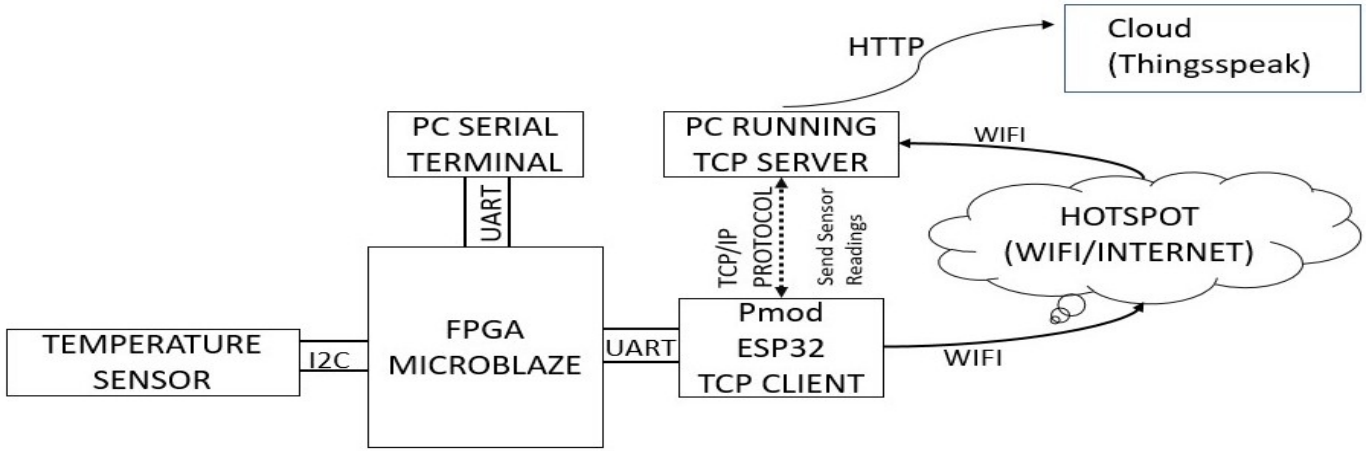 HTTP
Cloud
(Thingsspeak)
PC SERIAL
TERMINAL
PC RUNNING
TCP SERVER
WIFI
UART
TCP/IP
PROTOCOL
Send Sensor
Readings
HOTSPOT
(WIFI/INTERNET)
TEMPERATURE
SENSOR
I2C
FPGA
MICROBLAZE
UART
Pmod
ESP32
TCP CLIENT
WIFI